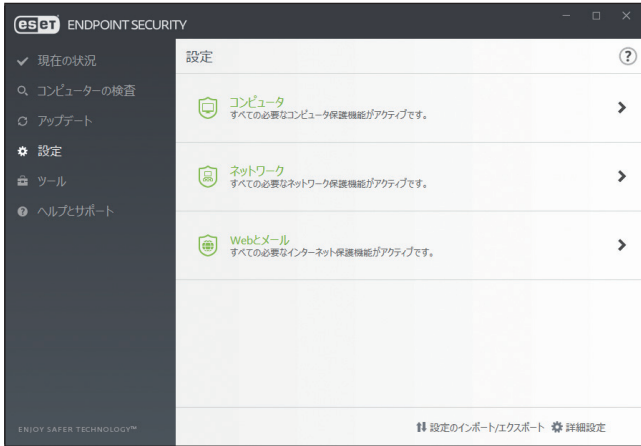 eset ENDPOINT SECURITY
現在の状況
コンピューターの検査
アップデート
設定
ツール
ヘルプとサポート
ENJOY SAFER TECHNOLOGY™
設定
?
コンピュータ
すべての必要なコンピュータ保護機能がアクティブです。
ネットワーク
すべての必要なネットワーク保護機能がアクティブです。
Webとメール
すべての必要なインターネット保護機能がアクティブです。
設定のインポート/エクスポート 詳細設定